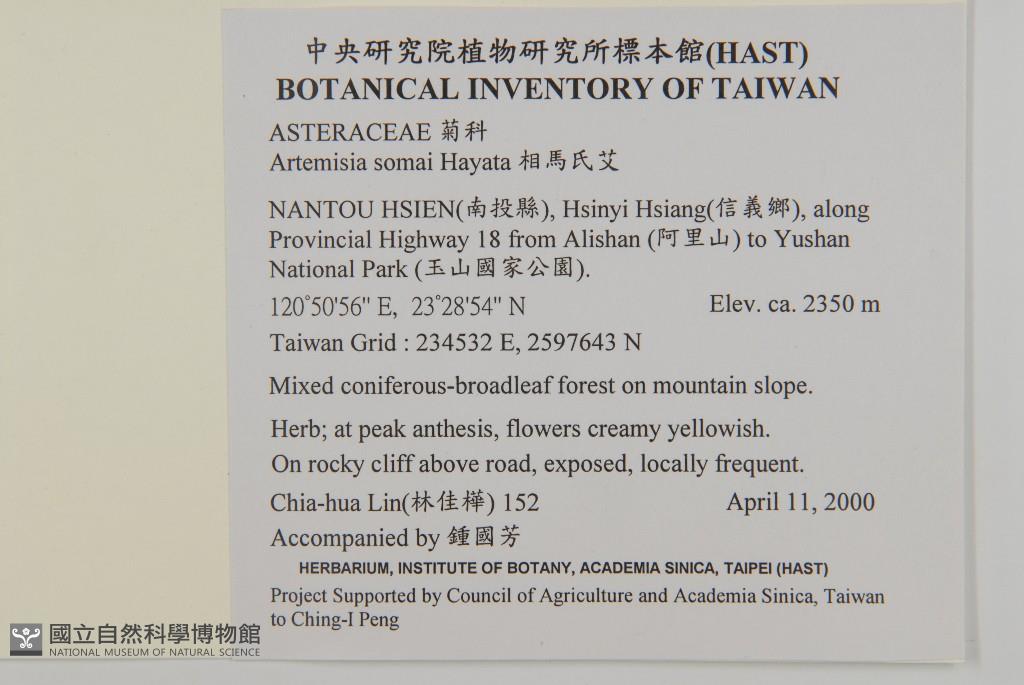 中央研究院植物研究所標本館(HAST)
BOTANICAL INVENTORY OF TAIWAN
ASTERACEAE 菊科
Artemisia somai Hayata 相馬氏艾
NANTOU HSIEN(南投縣), Hsinyi Hsiang(信義鄉), along
Provincial Highway 18 from Alishan (阿里山) to Yushan
National Park (玉山國家公園).
120°50'56" E, 23°28'54" N Elev. ca. 2350 m
Taiwan Grid : 234532 E, 2597643 N
Mixed coniferous-broadleaf forest on mountain slope.
Herb; at peak anthesis, flowers creamy yellowish.
On rocky cliff above road, exposed, locally frequent.
Chia-hua Lin(林佳樺) 152 April 11, 2000
Accompanied by 鍾國芳
HERBARIUM, INSTITUTE OF BOTANY, ACADEMIA SINICA, TAIPEI (HAST)
Project Supported by Council of Agriculture and Academia Sinica, Taiwan
to Ching-I Peng
國立自然科學博物館
NATIONAL MUSEUM OF NATURAL SCIENCE